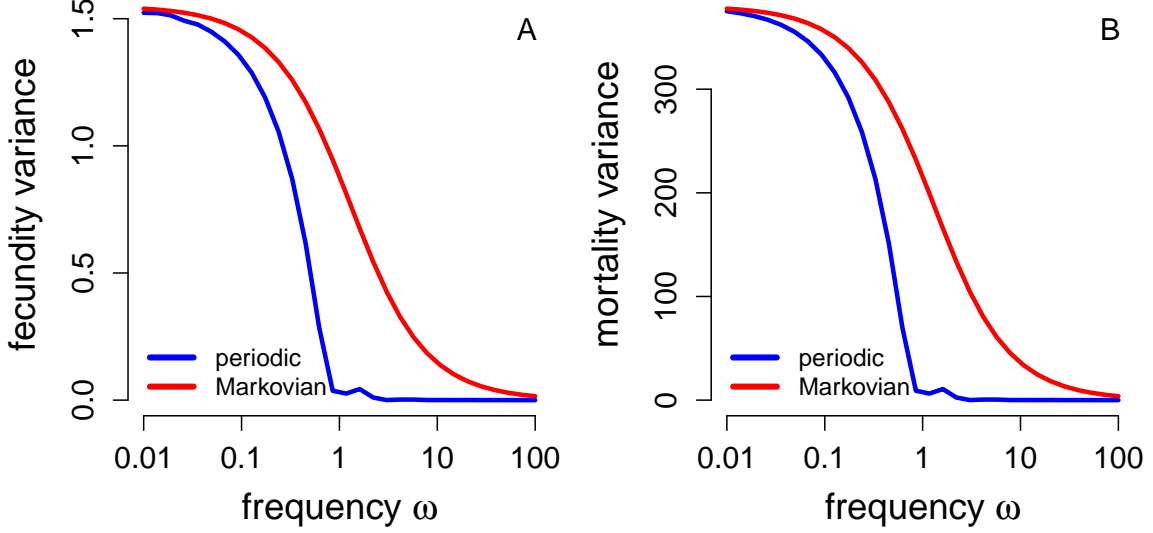 A
fecundity variance
1.5
1.0
0.5
0.0
periodic
Markovian
0.01 0.1 1 10 100
frequency ω
B
mortality variance
300
200
100
0
periodic
Markovian
0.01 0.1 1 10 100
frequency ω